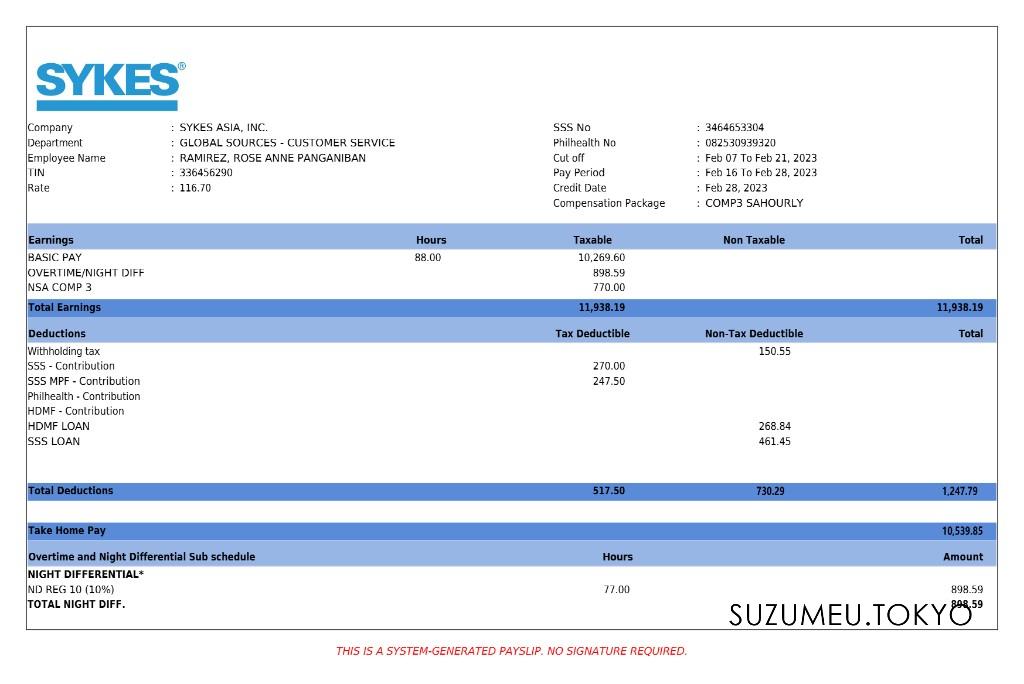 SYKES®
Company : SYKES ASIA, INC. SSS No : 3464653304
Department : GLOBAL SOURCES - CUSTOMER SERVICE Philhealth No : 082530939320
Employee Name : RAMIREZ, ROSE ANNE PANGANIBAN Cut off : Feb 07 To Feb 21, 2023
TIN : 336456290 Pay Period : Feb 16 To Feb 28, 2023
Rate : 116.70 Credit Date : Feb 28, 2023
Compensation Package : COMP3 SAHOURLY
Earnings Hours Taxable Non Taxable Total
BASIC PAY 88.00 10,269.60
OVERTIME/NIGHT DIFF 898.59
NSA COMP 3 770.00
Total Earnings 11,938.19 11,938.19
Deductions Tax Deductible Non-Tax Deductible Total
Withholding tax 150.55
SSS - Contribution 270.00
SSS MPF - Contribution 247.50
Philhealth - Contribution
HDMF - Contribution
HDMF LOAN 268.84
SSS LOAN 461.45
Total Deductions 517.50 730.29 1,247.79
Take Home Pay 10,539.85
Overtime and Night Differential Sub schedule Hours Amount
NIGHT DIFFERENTIAL*
ND REG 10 (10%) 77.00 898.59
TOTAL NIGHT DIFF. 898.59
SUZUMEU.TOKYO
THIS IS A SYSTEM-GENERATED PAYSLIP. NO SIGNATURE REQUIRED.